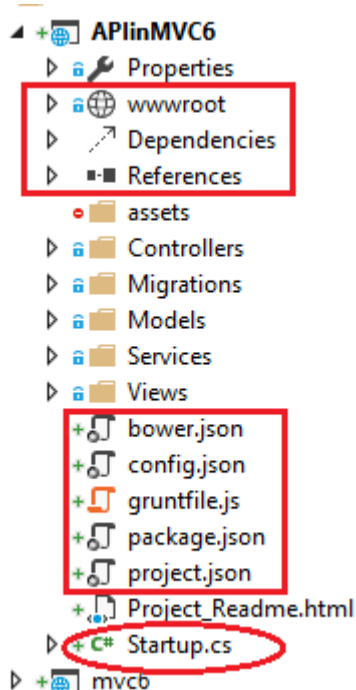 APIinMVC6
Properties
wwwroot
Dependencies
References
assets
Controllers
Migrations
Models
Services
Views
bower.json
config.json
gruntfile.js
package.json
project.json
Project_Readme.html
C# Startup.cs
mvc6